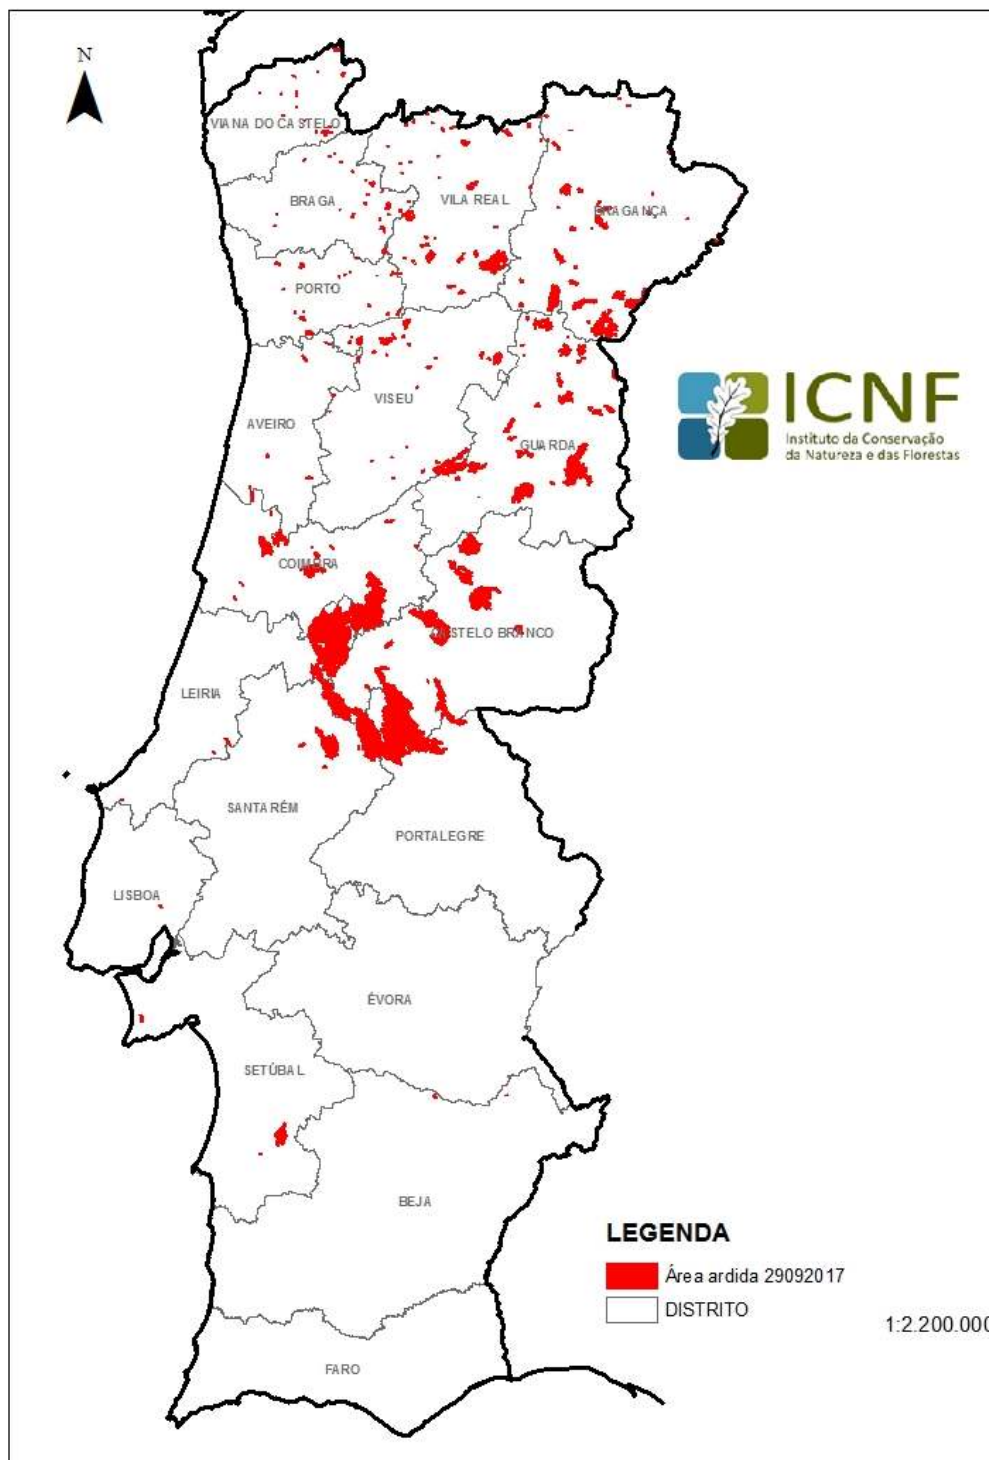 N
VIANA DO CASTELO
BRAGA
VILA REAL
BRAGANÇA
PORTO
VISEU
AVEIRO
GUARDA
ICNF
Instituto da Conservação
da Natureza e das Florestas
COIMBRA
CASTELO BRANCO
LEIRIA
SANTARÉM
PORTALEGRE
LISBOA
ÉVORA
SETÚBAL
BEJA
LEGENDA
Área ardida 29092017
DISTRITO
1:2.200.000
FARO